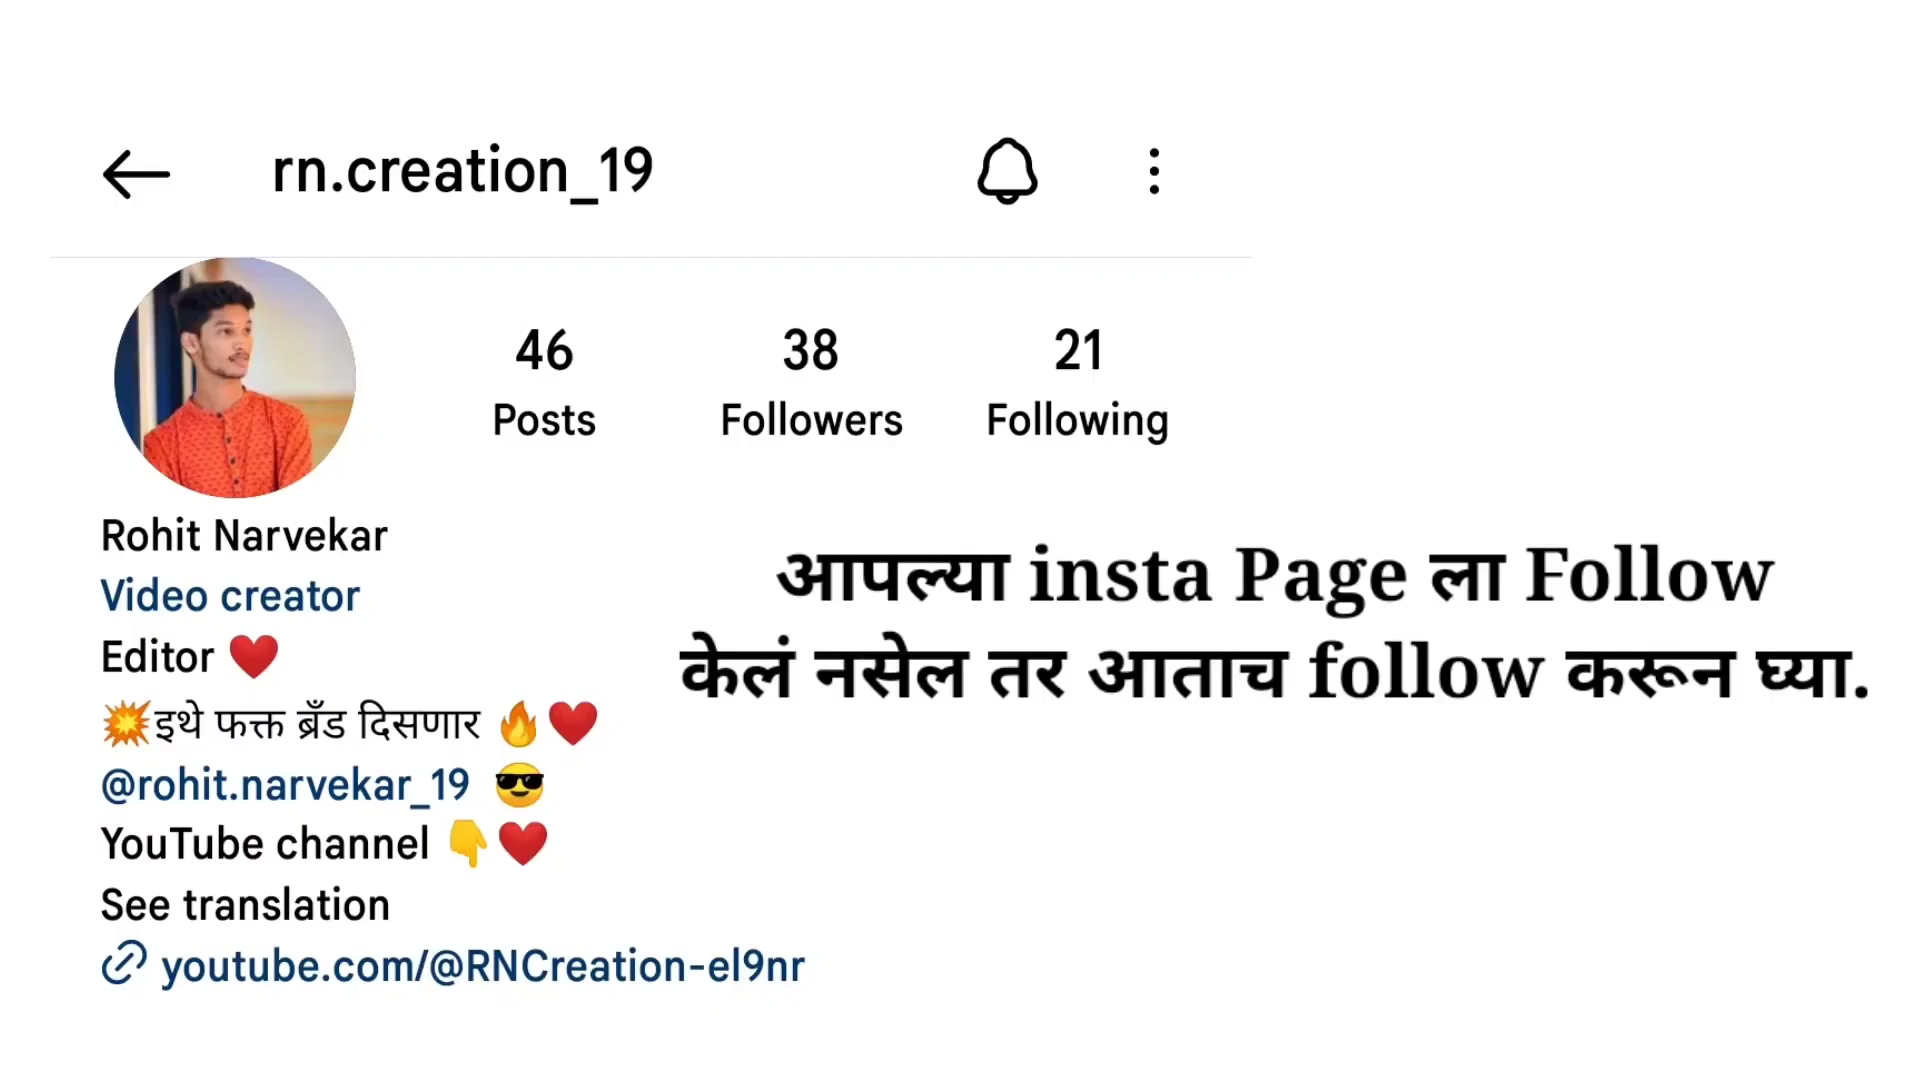 rn.creation_19
46 38 21
Posts Followers Following
Rohit Narvekar
Video creator
Editor ❤️
💥इथे फक्त ब्रँड दिसणार 🔥❤️
@rohit.narvekar_19 😎
YouTube channel 👇❤️
See translation
youtube.com/@RNCreation-el9nr
आपल्या insta Page ला Follow
केलं नसेल तर आताच follow करून घ्या.